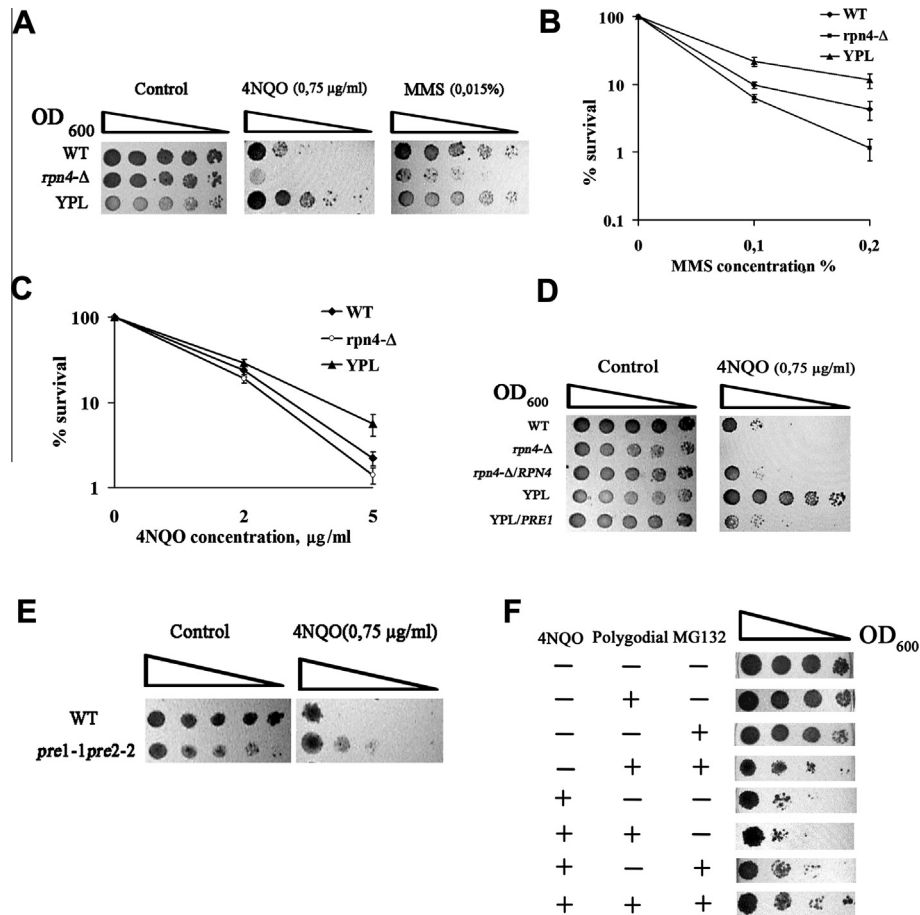 A
Control
4NQO (0,75 µg/ml)
MMS (0,015%)
OD600
WT
rpn4-Δ
YPL
B
WT
rpn4-Δ
YPL
% survival
100
10
1
0.1
0
0,1
0,2
MMS concentration %
C
WT
rpn4-Δ
YPL
% survival
100
10
1
0
2
5
4NQO concentration, µg/ml
D
Control
4NQO (0,75 µg/ml)
OD600
WT
rpn4-Δ
rpn4-Δ/RPN4
YPL
YPL/PRE1
E
Control
4NQO(0,75 µg/ml)
WT
pre1-1pre2-2
F
4NQO Polygodial MG132
OD600
− − −
− + −
− − +
− + +
+ − −
+ + −
+ − +
+ + +